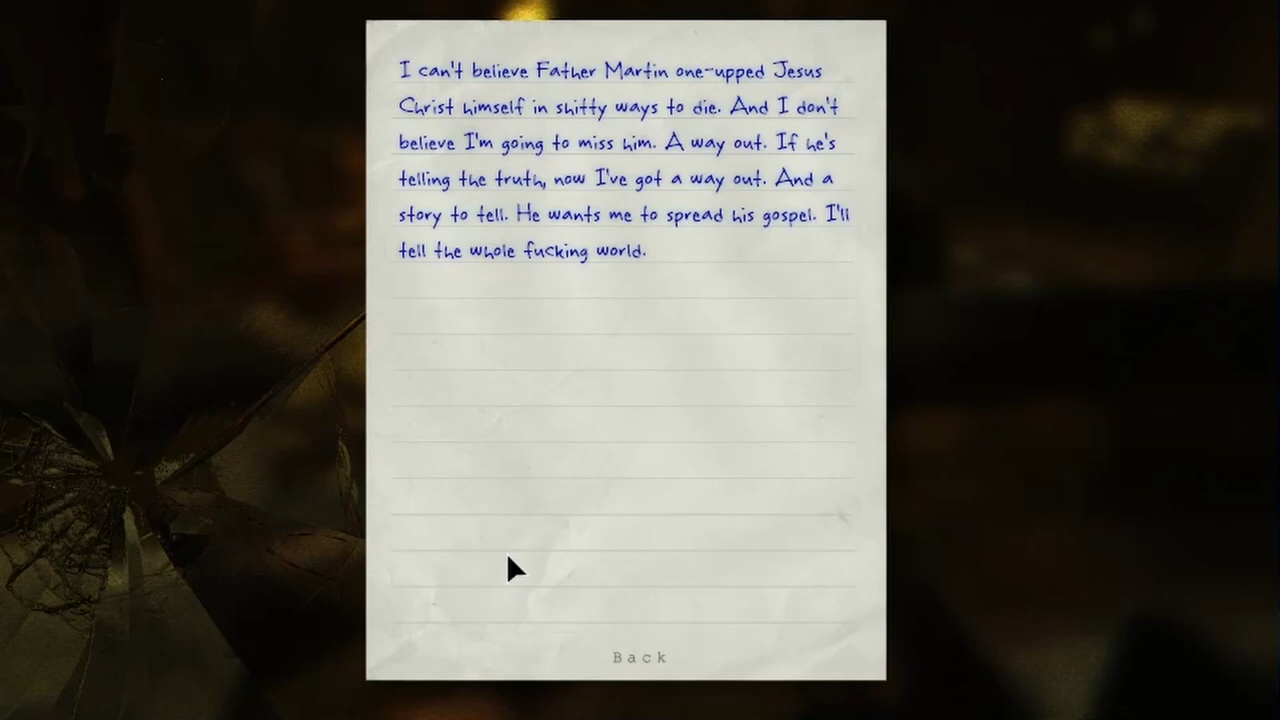 I can't believe Father Martin one-upped Jesus
Christ himself in shitty ways to die. And I don't
believe I'm going to miss him. A way out. If he's
telling the truth, now I've got a way out. And a
story to tell. He wants me to spread his gospel. I'll
tell the whole fucking world.
Back